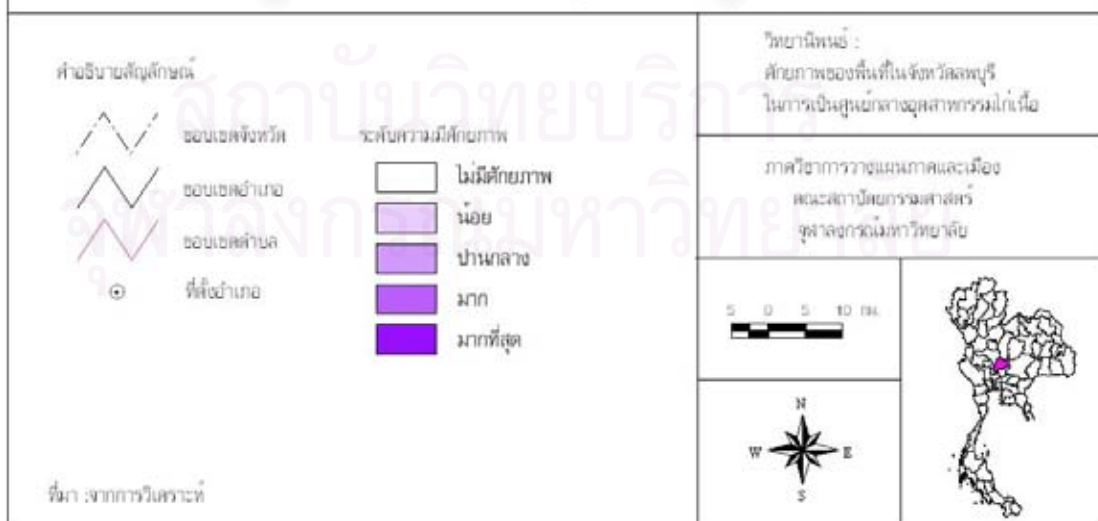 คำอธิบายสัญลักษณ์
ขอบเขตจังหวัด
ขอบเขตอำเภอ
ขอบเขตตำบล
ที่ตั้งอำเภอ
ระดับความมีศักยภาพ
ไม่มีศักยภาพ
น้อย
ปานกลาง
มาก
มากที่สุด
ที่มา :จากการวิเคราะห์
สถาบันวิทยบริการ
จุฬาลงกรณ์มหาวิทยาลัย
วิทยานิพนธ์ :
ศักยภาพของพื้นที่ในจังหวัดลพบุรี
ในการเป็นศูนย์กลางอุตสาหกรรมไก่เนื้อ
ภาควิชาการวางแผนภาคและเมือง
คณะสถาปัตยกรรมศาสตร์
จุฬาลงกรณ์มหาวิทยาลัย
5 0 5 10 กม.
N
W E
S